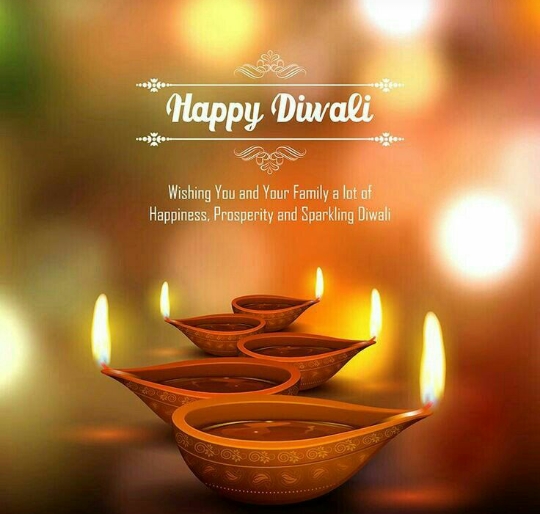 Happy Diwali
Wishing You and Your Family a lot of
Happiness, Prosperity and Sparkling Diwali